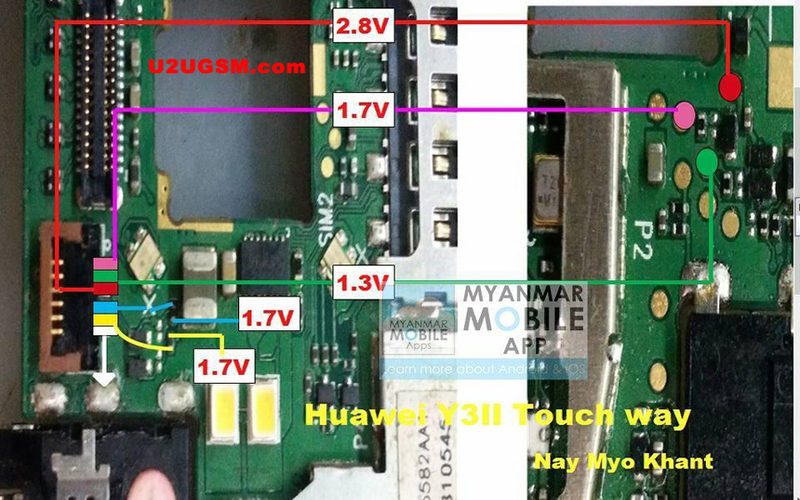 2.8V
U2UGSM.com
1.7V
SIM2
P2
1.3V
1.7V
1.7V
MYANMAR
MOBILE
Apps
MYANMAR
MOBILE
APP
Learn more about Android & IOS
Huawei Y3II Touch way
Nay Myo Khant